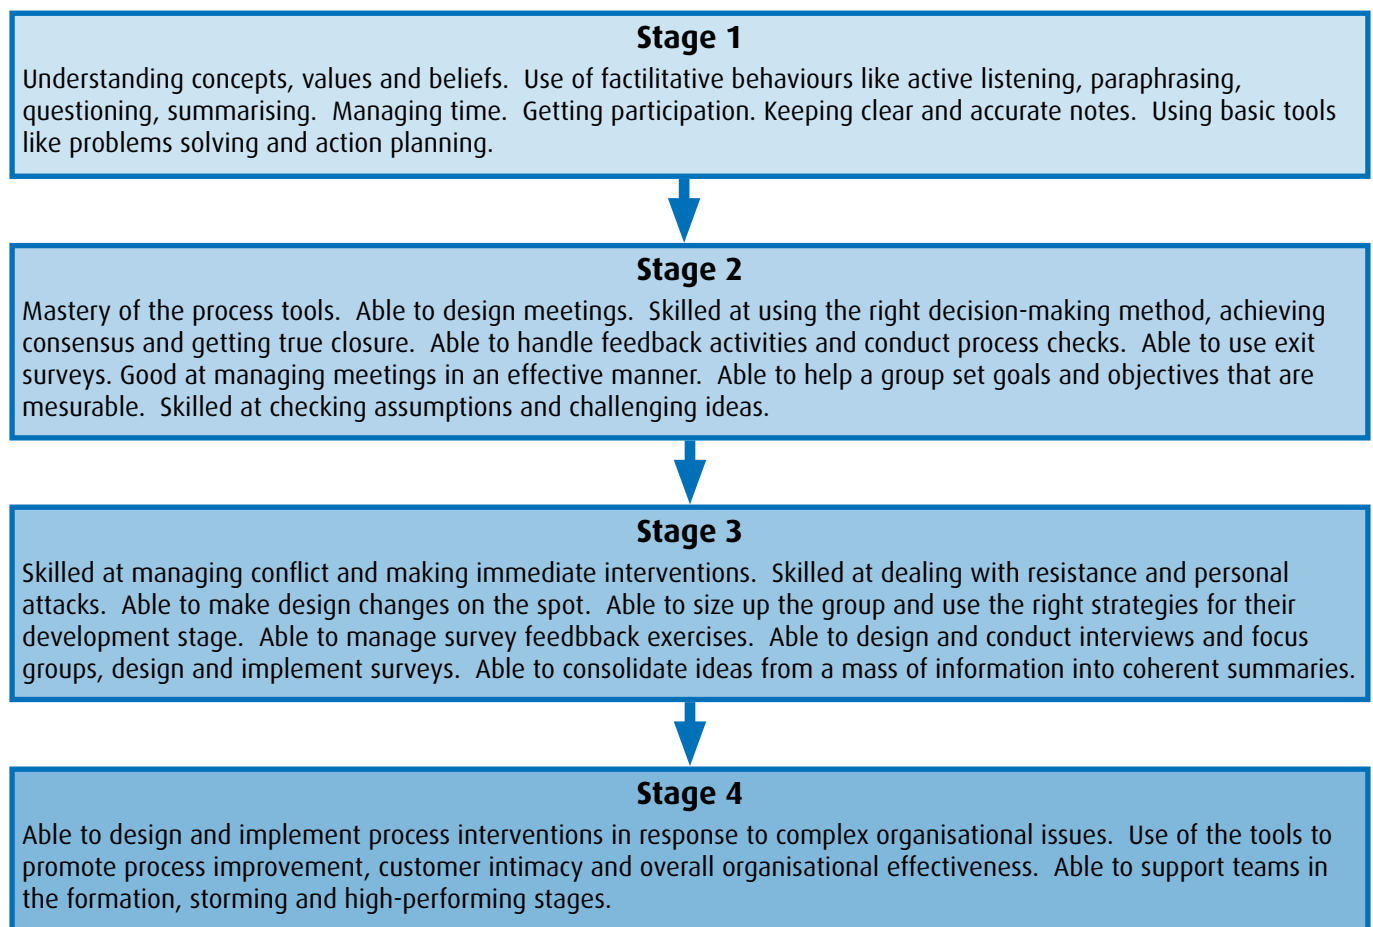 Stage 1
Understanding concepts, values and beliefs.  Use of factilitative behaviours like active listening, paraphrasing,
questioning, summarising.  Managing time.  Getting participation. Keeping clear and accurate notes.  Using basic tools
like problems solving and action planning.
Stage 2
Mastery of the process tools.  Able to design meetings.  Skilled at using the right decision-making method, achieving
consensus and getting true closure.  Able to handle feedback activities and conduct process checks.  Able to use exit
surveys. Good at managing meetings in an effective manner.  Able to help a group set goals and objectives that are
mesurable.  Skilled at checking assumptions and challenging ideas.
Stage 3
Skilled at managing conflict and making immediate interventions.  Skilled at dealing with resistance and personal
attacks.  Able to make design changes on the spot.  Able to size up the group and use the right strategies for their
development stage.  Able to manage survey feedbback exercises.  Able to design and conduct interviews and focus
groups, design and implement surveys.  Able to consolidate ideas from a mass of information into coherent summaries.
Stage 4
Able to design and implement process interventions in response to complex organisational issues.  Use of the tools to
promote process improvement, customer intimacy and overall organisational effectiveness.  Able to support teams in
the formation, storming and high-performing stages.